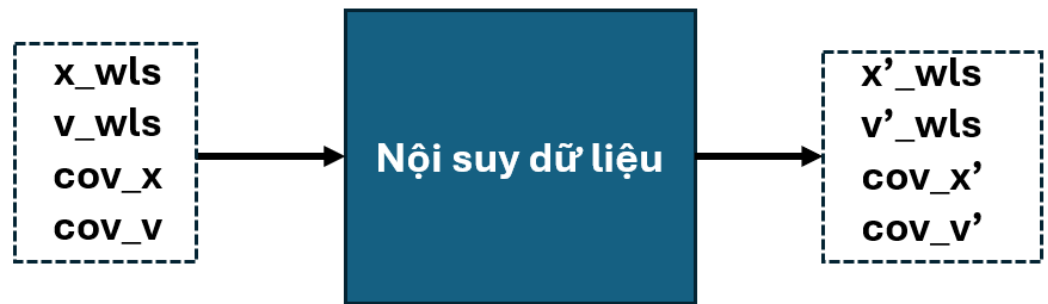 x_wls
v_wls
cov_x
cov_v
Nội suy dữ liệu
x’_wls
v’_wls
cov_x’
cov_v’